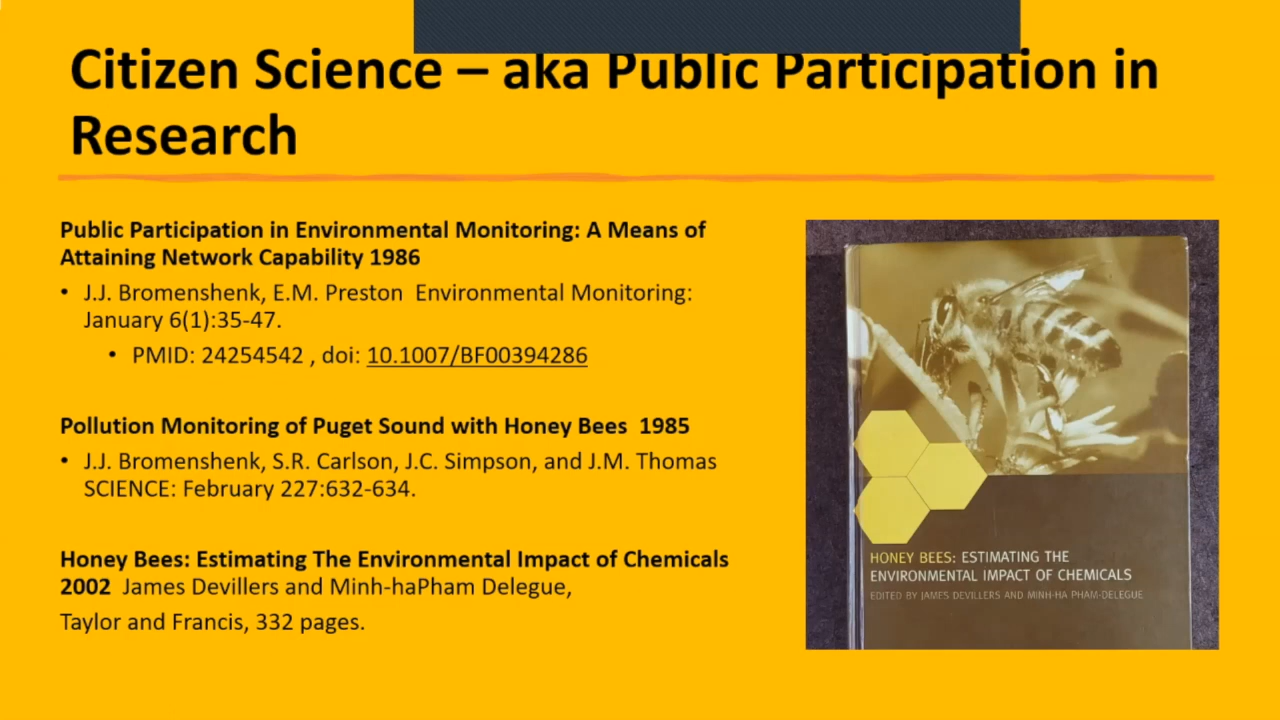 Citizen Science – aka Public Participation in
Research
Public Participation in Environmental Monitoring: A Means of
Attaining Network Capability 1986
• J.J. Bromenshenk, E.M. Preston  Environmental Monitoring:
January 6(1):35-47.
• PMID: 24254542 , doi: 10.1007/BF00394286
Pollution Monitoring of Puget Sound with Honey Bees  1985
• J.J. Bromenshenk, S.R. Carlson, J.C. Simpson, and J.M. Thomas
SCIENCE: February 227:632-634.
Honey Bees: Estimating The Environmental Impact of Chemicals
2002  James Devillers and Minh-haPham Delegue,
Taylor and Francis, 332 pages.
HONEY BEES: ESTIMATING THE
ENVIRONMENTAL IMPACT OF CHEMICALS
EDITED BY JAMES DEVILLERS AND MINH-HA PHAM-DELEGUE